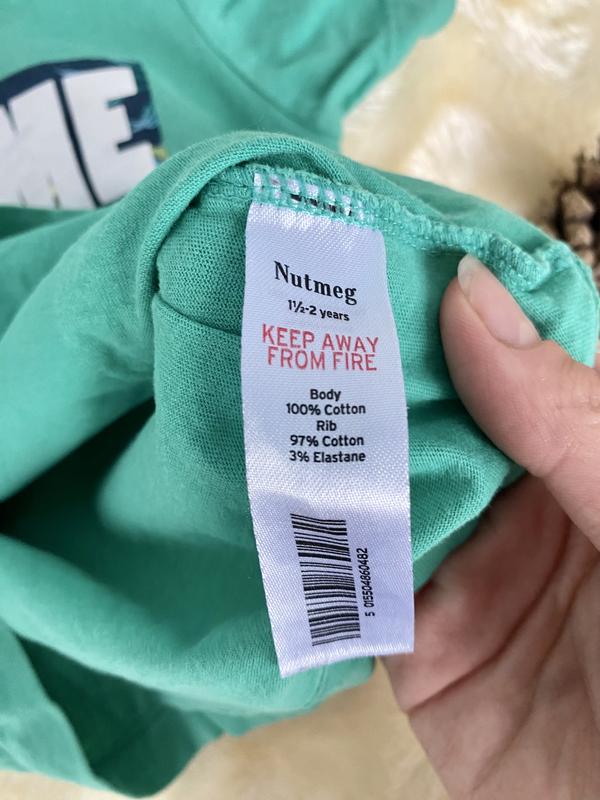 ME
Nutmeg
1½-2 years
KEEP AWAY
FROM FIRE
Body
100% Cotton
Rib
97% Cotton
3% Elastane
5 015504860482